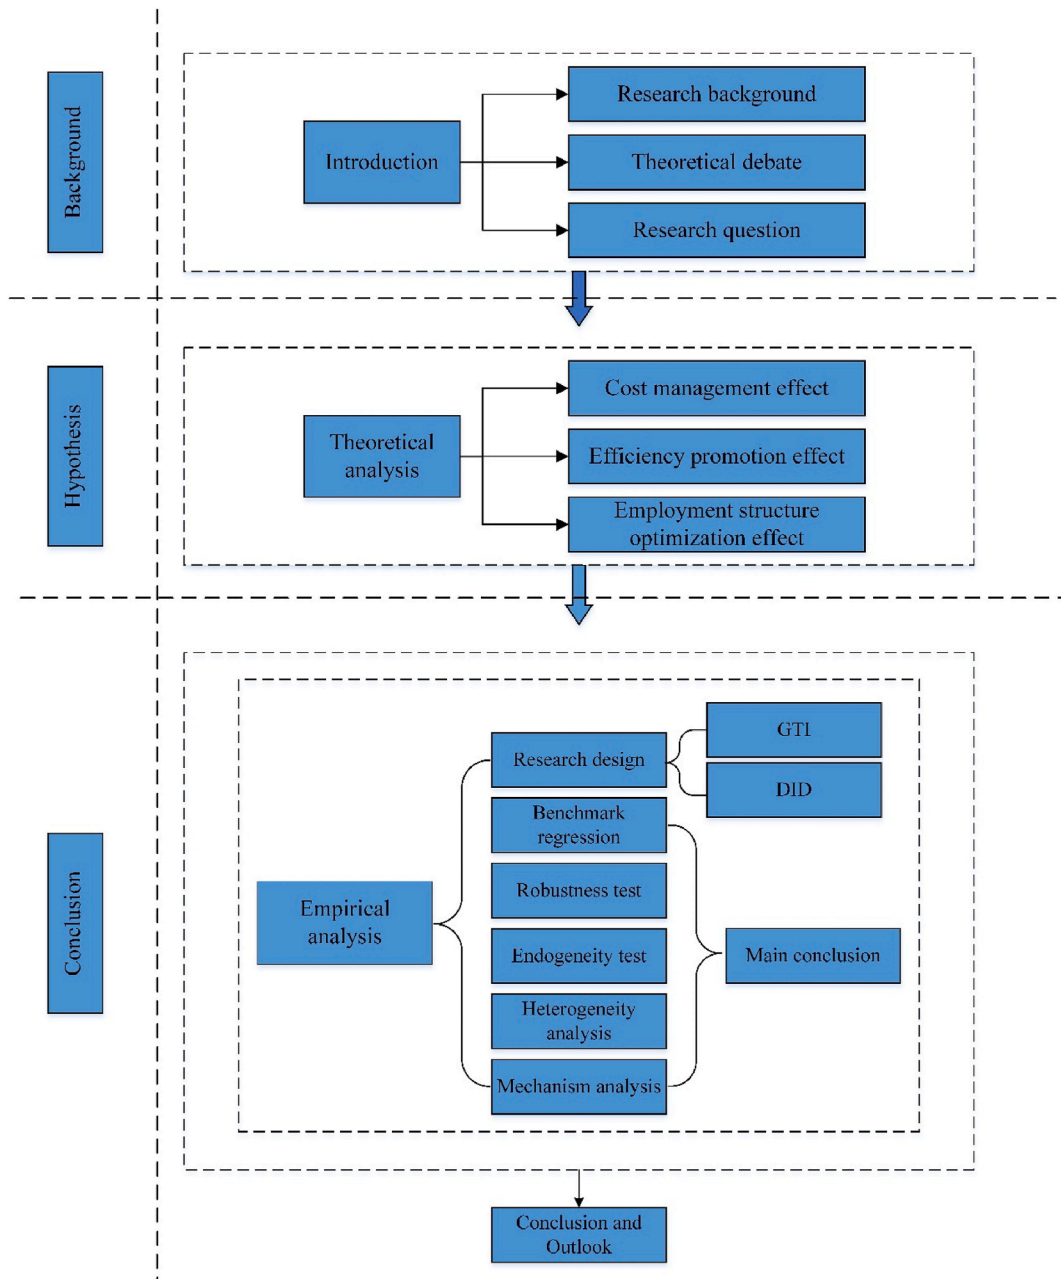 Background
Introduction
Research background
Theoretical debate
Research question
Hypothesis
Theoretical
analysis
Cost management effect
Efficiency promotion effect
Employment structure
optimization effect
Conclusion
Empirical
analysis
Research design
GTI
DID
Benchmark
regression
Robustness test
Endogeneity test
Heterogeneity
analysis
Mechanism analysis
Main conclusion
Conclusion and
Outlook